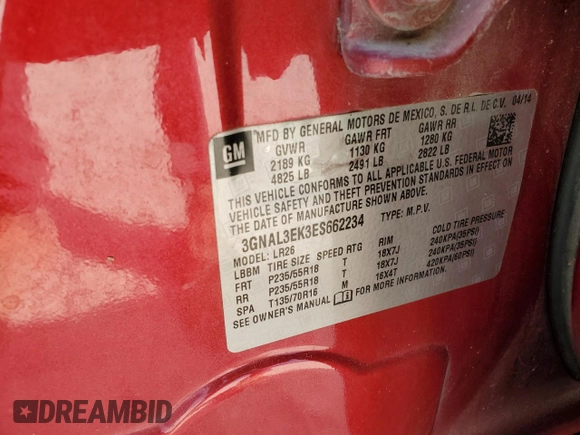 GM
MFD BY GENERAL MOTORS DE MEXICO, S. DE R.L. DE C.V. 04/14
GVWR GAWR FRT GAWR RR
2189 KG 1130 KG 1280 KG
4825 LB 2491 LB 2822 LB
THIS VEHICLE CONFORMS TO ALL APPLICABLE U.S. FEDERAL MOTOR
VEHICLE SAFETY AND THEFT PREVENTION STANDARDS IN EFFECT ON
THE DATE OF MANUFACTURE SHOWN ABOVE.
3GNAL3EK3ES662234 TYPE: M.P.V.
MODEL: LR26
LBBM TIRE SIZE SPEED RTG RIM COLD TIRE PRESSURE
FRT P235/55R18 T 18X7J 240KPA(35PSI)
RR P235/55R18 T 18X7J 240KPA(35PSI)
SPA T135/70R16 M 16X4T 420KPA(60PSI)
SEE OWNER'S MANUAL FOR MORE INFORMATION.
DREAMBID